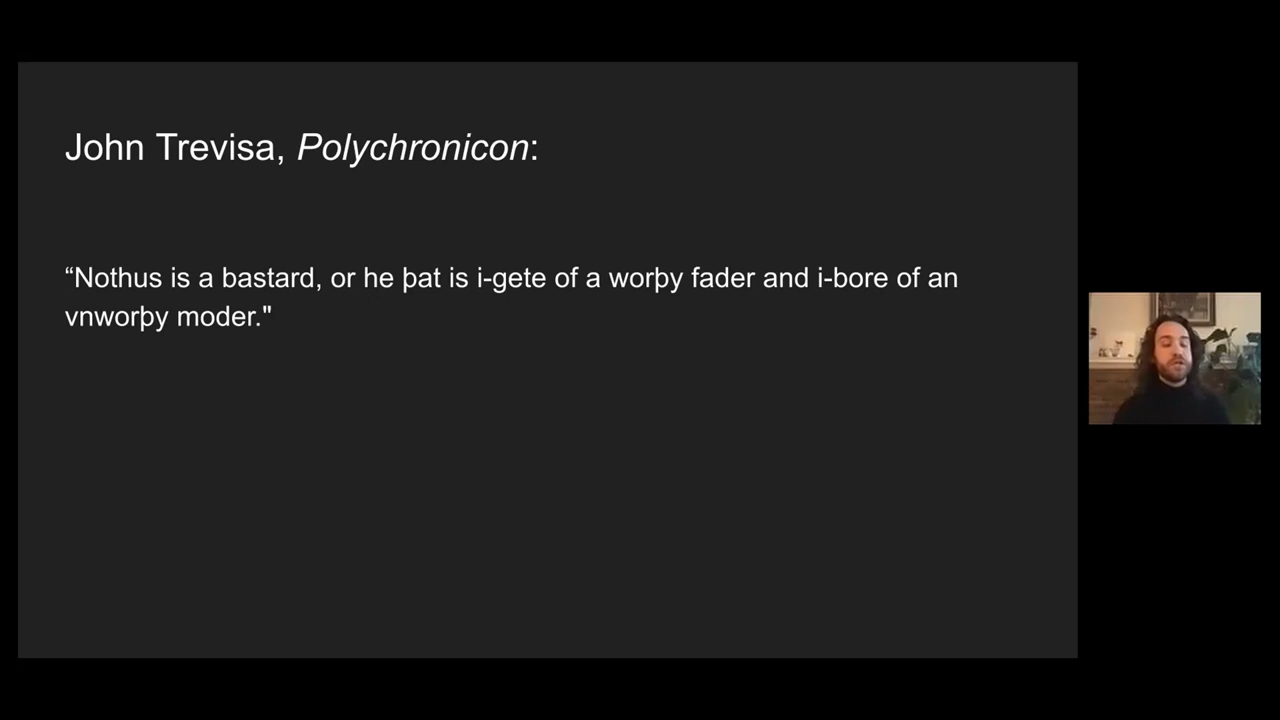 John Trevisa, Polychronicon:
“Nothus is a bastard, or he þat is i-gete of a worþy fader and i-bore of an
vnworþy moder."